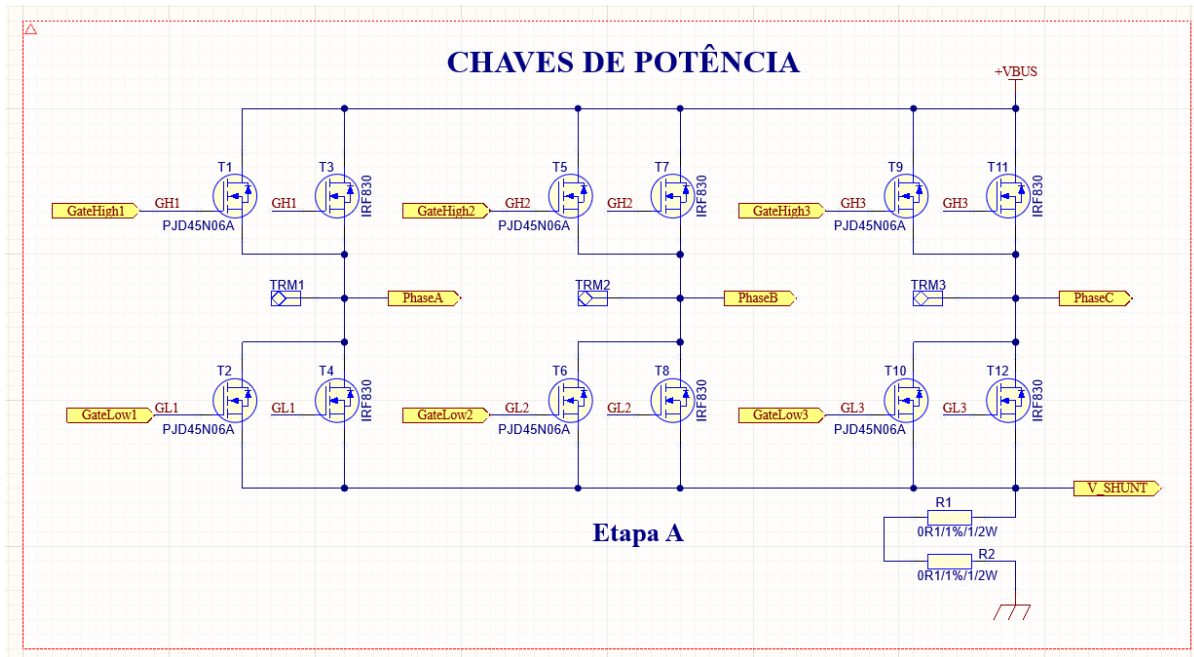 CHAVES DE POTÊNCIA
+VBUS
T1
T3
T5
T7
T9
T11
GateHigh1
GH1
GH1
IRF830
GateHigh2
GH2
GH2
IRF830
GateHigh3
GH3
GH3
IRF830
PJD45N06A
PJD45N06A
PJD45N06A
TRM1
PhaseA
TRM2
PhaseB
TRM3
PhaseC
T2
T4
T6
T8
T10
T12
GateLow1
GL1
GL1
IRF830
GateLow2
GL2
GL2
IRF830
GateLow3
GL3
GL3
IRF830
PJD45N06A
PJD45N06A
PJD45N06A
V_SHUNT
R1
0R1/1%/1/2W
Etapa A
R2
0R1/1%/1/2W